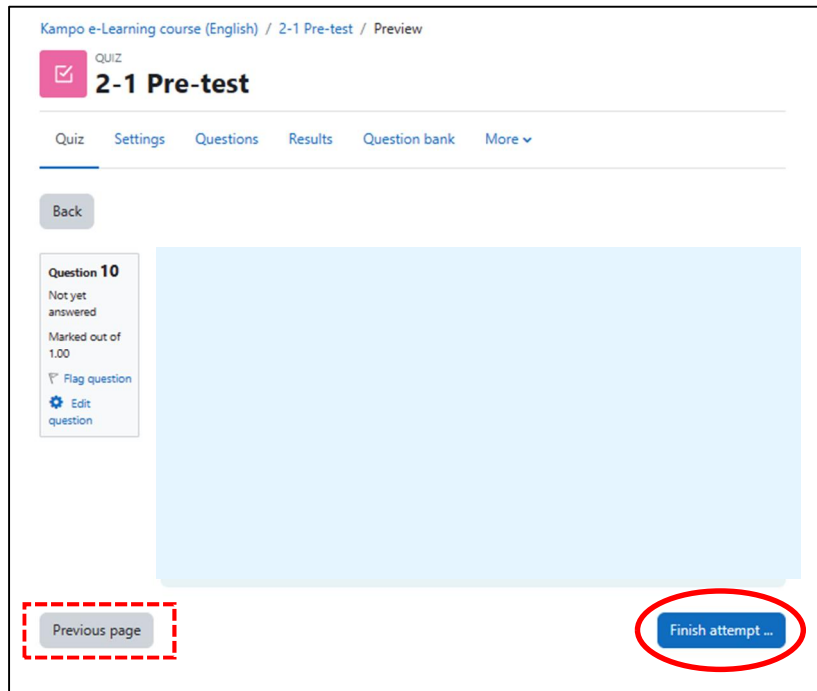 Kampo e-Learning course (English) / 2-1 Pre-test / Preview
QUIZ
2-1 Pre-test
Quiz Settings Questions Results Question bank More
Back
Question 10
Not yet
answered
Marked out of
1.00
Flag question
Edit
question
Previous page
Finish attempt ...